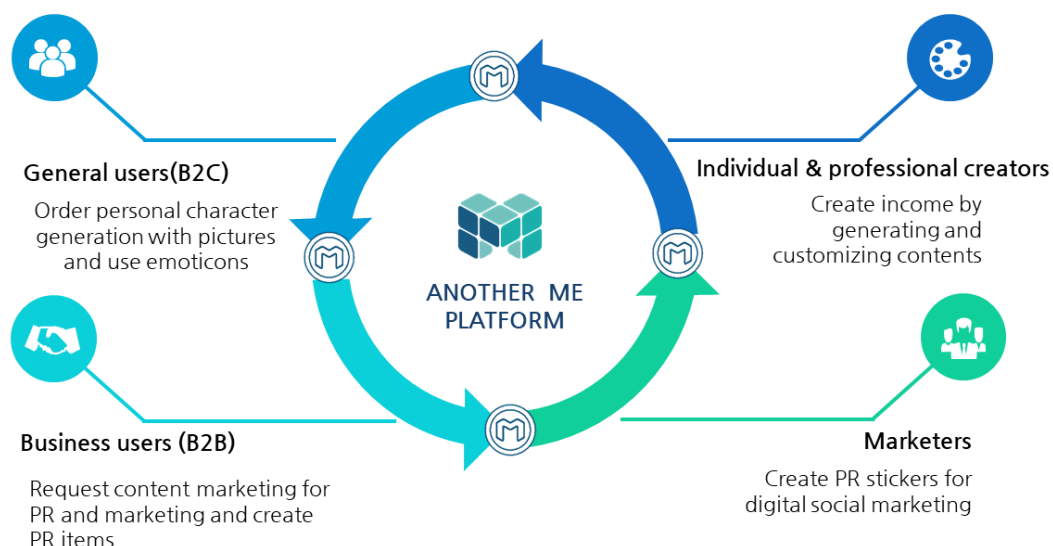 General users(B2C)
Order personal character
generation with pictures
and use emoticons
Individual & professional creators
Create income by
generating and
customizing contents
ANOTHER ME
PLATFORM
Business users (B2B)
Request content marketing for
PR and marketing and create
PR items
Marketers
Create PR stickers for
digital social marketing